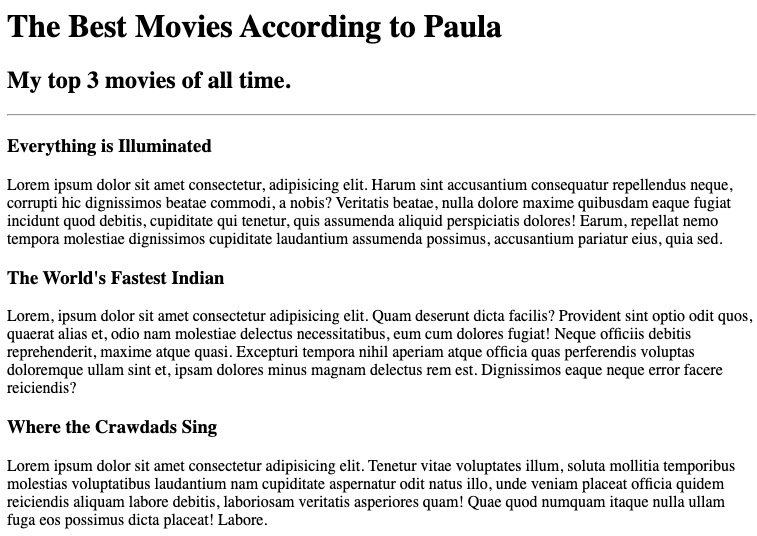 The Best Movies According to Paula
My top 3 movies of all time.
Everything is Illuminated
Lorem ipsum dolor sit amet consectetur, adipisicing elit. Harum sint accusantium consequatur repellendus neque,
corrupti hic dignissimos beatae commodi, a nobis? Veritatis beatae, nulla dolore maxime quibusdam eaque fugiat
incidunt quod debitis, cupiditate qui tenetur, quis assumenda aliquid perspiciatis dolores! Earum, repellat nemo
tempora molestiae dignissimos cupiditate laudantium assumenda possimus, accusantium pariatur eius, quia sed.
The World's Fastest Indian
Lorem, ipsum dolor sit amet consectetur adipisicing elit. Quam deserunt dicta facilis? Provident sint optio odit quos,
quaerat alias et, odio nam molestiae delectus necessitatibus, eum cum dolores fugiat! Neque officiis debitis
reprehenderit, maxime atque quasi. Excepturi tempora nihil aperiam atque officia quas perferendis voluptas
doloremque ullam sint et, ipsam dolores minus magnam delectus rem est. Dignissimos eaque neque error facere
reiciendis?
Where the Crawdads Sing
Lorem ipsum dolor sit amet consectetur adipisicing elit. Tenetur vitae voluptates illum, soluta mollitia temporibus
molestias voluptatibus laudantium nam cupiditate aspernatur odit natus illo, unde veniam placeat officia quidem
reiciendis aliquam labore debitis, laboriosam veritatis asperiores quam! Quae quod numquam itaque nulla ullam
fuga eos possimus dicta placeat! Labore.